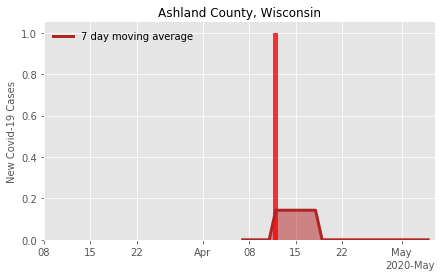 Ashland County, Wisconsin
7 day moving average
New Covid-19 Cases
1.0
0.8
0.6
0.4
0.2
0.0
08 15 22 Apr 08 15 22 May
2020-May